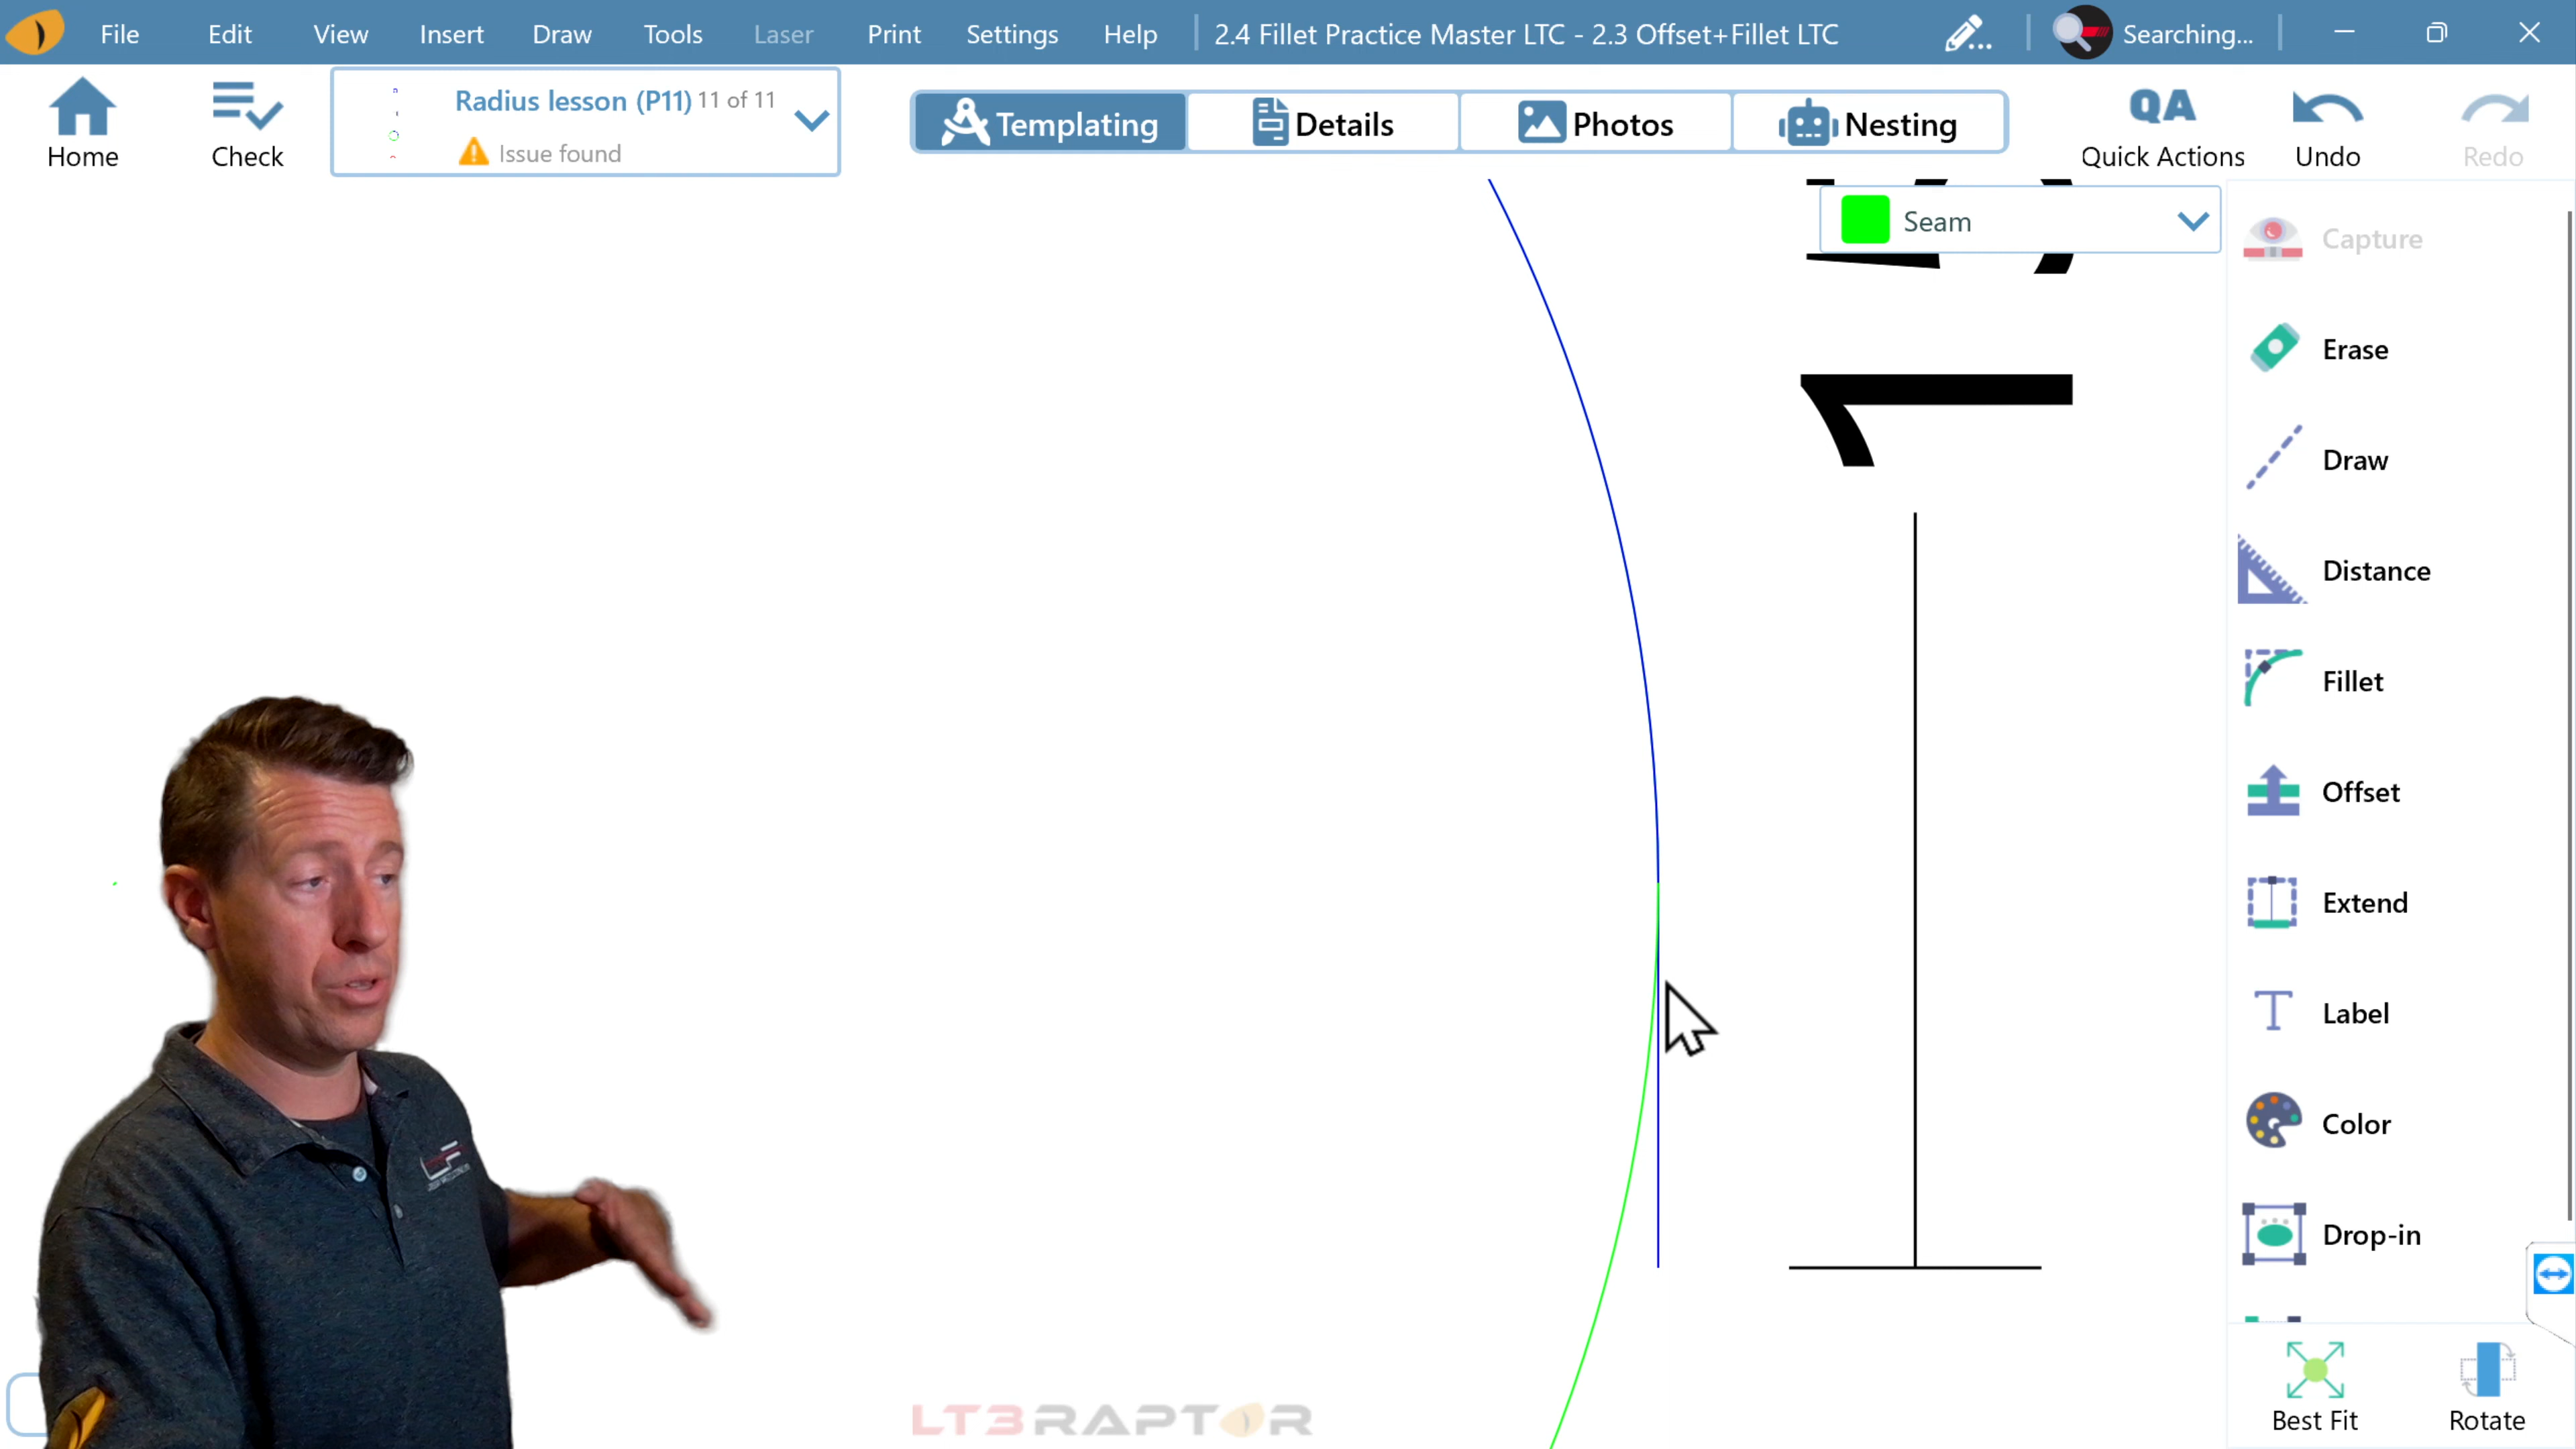 File Edit View Insert Draw Tools Laser Print Settings Help 2.4 Fillet Practice Master LTC - 2.3 Offset+Fillet LTC Searching...
Home
Check
Radius lesson (P11) 11 of 11
Issue found
Templating
Details
Photos
Nesting
QA
Quick Actions
Undo
Redo
Seam
Capture
Erase
Draw
Distance
Fillet
Offset
Extend
T Label
Color
Drop-in
Best Fit
Rotate
LT3RAPTOR